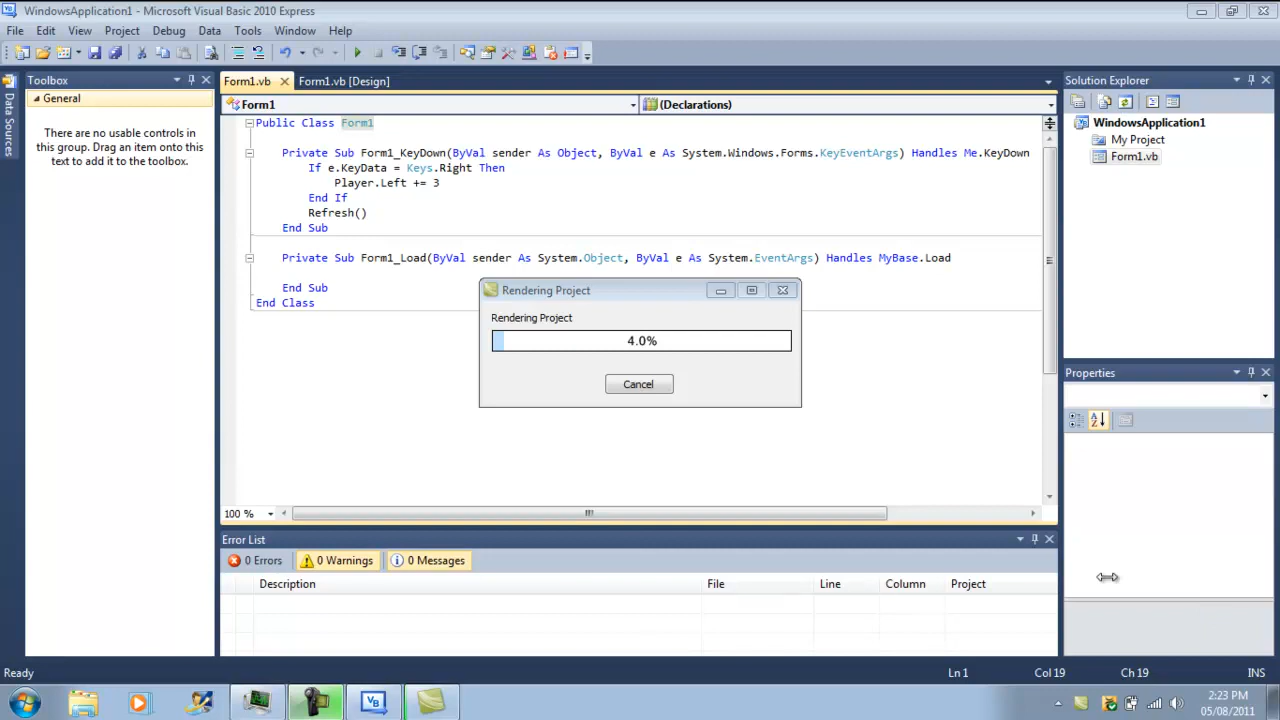 WindowsApplication1 - Microsoft Visual Basic 2010 Express
File Edit View Project Debug Data Tools Window Help
Toolbox
Form1.vb
Form1.vb [Design]
Solution Explorer
Data Sources
General
There are no usable controls in
this group. Drag an item onto this
text to add it to the toolbox.
Form1
(Declarations)
Public Class Form1
Private Sub Form1_KeyDown(ByVal sender As Object, ByVal e As System.Windows.Forms.KeyEventArgs) Handles Me.KeyDown
If e.KeyData = Keys.Right Then
Player.Left += 3
End If
Refresh()
End Sub
Private Sub Form1_Load(ByVal sender As System.Object, ByVal e As System.EventArgs) Handles MyBase.Load
End Sub
End Class
WindowsApplication1
My Project
Form1.vb
Rendering Project
Rendering Project
4.0%
Cancel
Properties
100 %
Error List
0 Errors
0 Warnings
0 Messages
Description File Line Column Project
Ready Ln 1 Col 19 Ch 19 INS
2:23 PM
05/08/2011